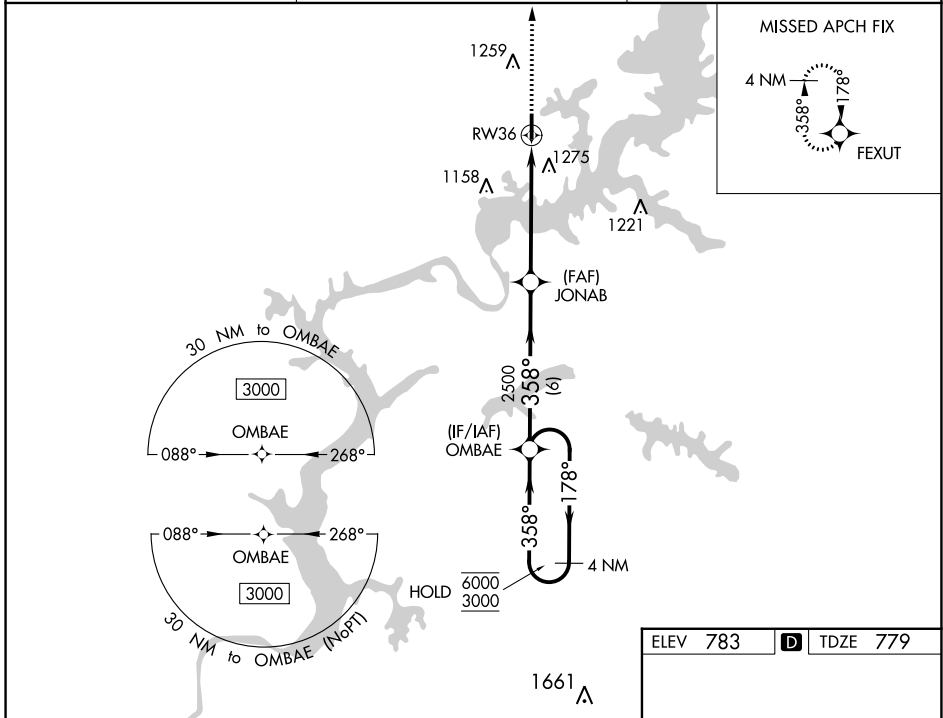 MISSED APCH FIX
4 NM
358°
178°
FEXUT
1259
RW36
1275
1158
1221
(FAF)
JONAB
30 NM to OMBAE
3000
OMBAE
088°
268°
2500
358°
(6)
(IF/IAF)
OMBAE
178°
358°
088°
268°
OMBAE
3000
30 NM to OMBAE (NoPT)
4 NM
HOLD
6000
3000
1661
ELEV 783 D TDZE 779